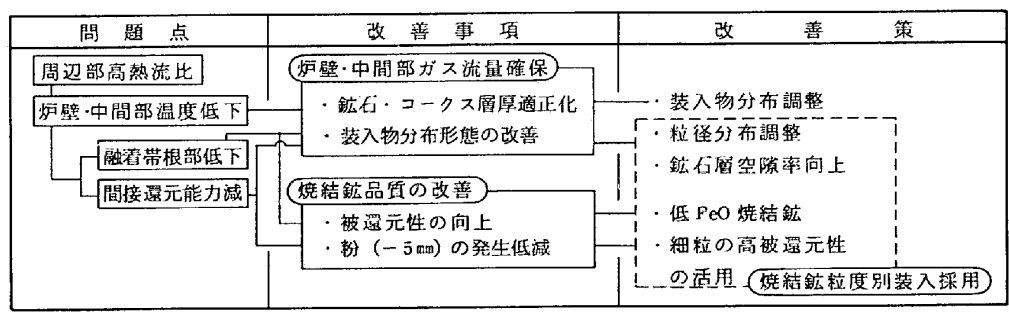 問題点
改善事項
改善策
周辺部高熱流比
炉壁・中間部温度低下
融着帯根部低下
間接還元能力減
炉壁・中間部ガス流量確保
・鉱石・コークス層厚適正化
・装入物分布形態の改善
焼結鉱品質の改善
・被還元性の向上
・粉（－5㎜）の発生低減
・装入物分布調整
・粒径分布調整
・鉱石層空隙率向上
・低FeO焼結鉱
・細粒の高被還元性
の活用
焼結鉱粒度別装入採用